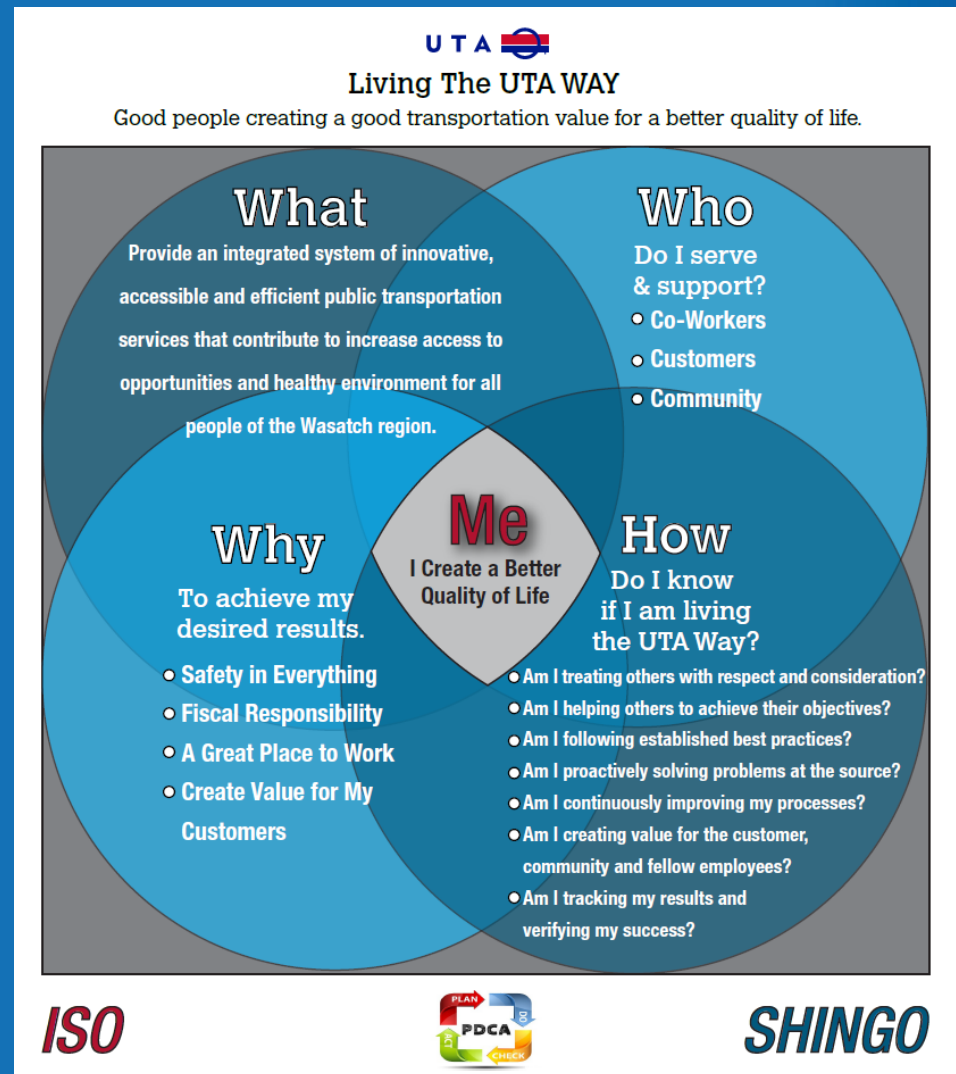 UTA
Living The UTA WAY
Good people creating a good transportation value for a better quality of life.
What
Provide an integrated system of innovative,
accessible and efficient public transportation
services that contribute to increase access to
opportunities and healthy environment for all
people of the Wasatch region.
Who
Do I serve
& support?
Co-Workers
Customers
Community
Me
I Create a Better
Quality of Life
Why
To achieve my
desired results.
Safety in Everything
Fiscal Responsibility
A Great Place to Work
Create Value for My
Customers
How
Do I know
if I am living
the UTA Way?
Am I treating others with respect and consideration?
Am I helping others to achieve their objectives?
Am I following established best practices?
Am I proactively solving problems at the source?
Am I continuously improving my processes?
Am I creating value for the customer,
community and fellow employees?
Am I tracking my results and
verifying my success?
ISO
PLAN
DO
PDCA
CHECK
ACT
SHINGO